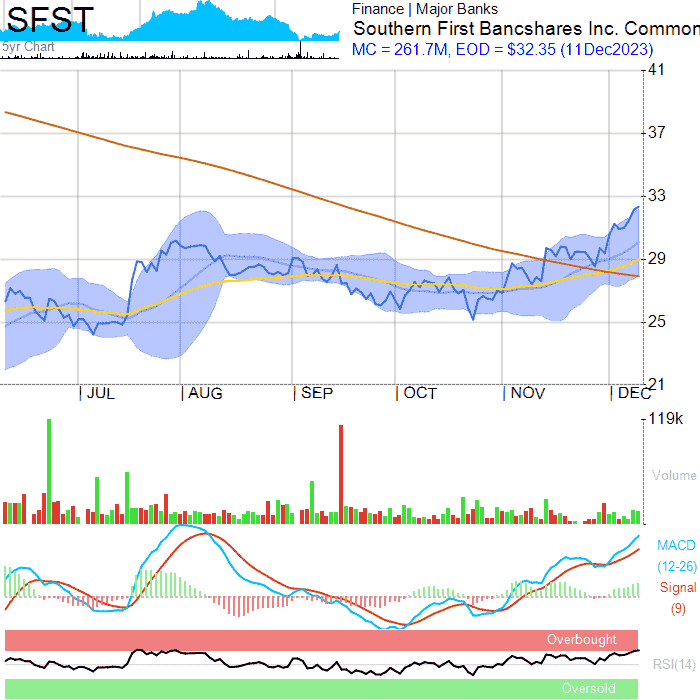 SFST
5yr Chart
Finance | Major Banks
Southern First Bancshares Inc. Common
MC = 261.7M, EOD = $32.35 (11Dec2023)
41
37
33
29
25
21
JUL
AUG
SEP
OCT
NOV
DEC
119k
Volume
MACD
(12-26)
Signal
(9)
Overbought
RSI(14)
Oversold